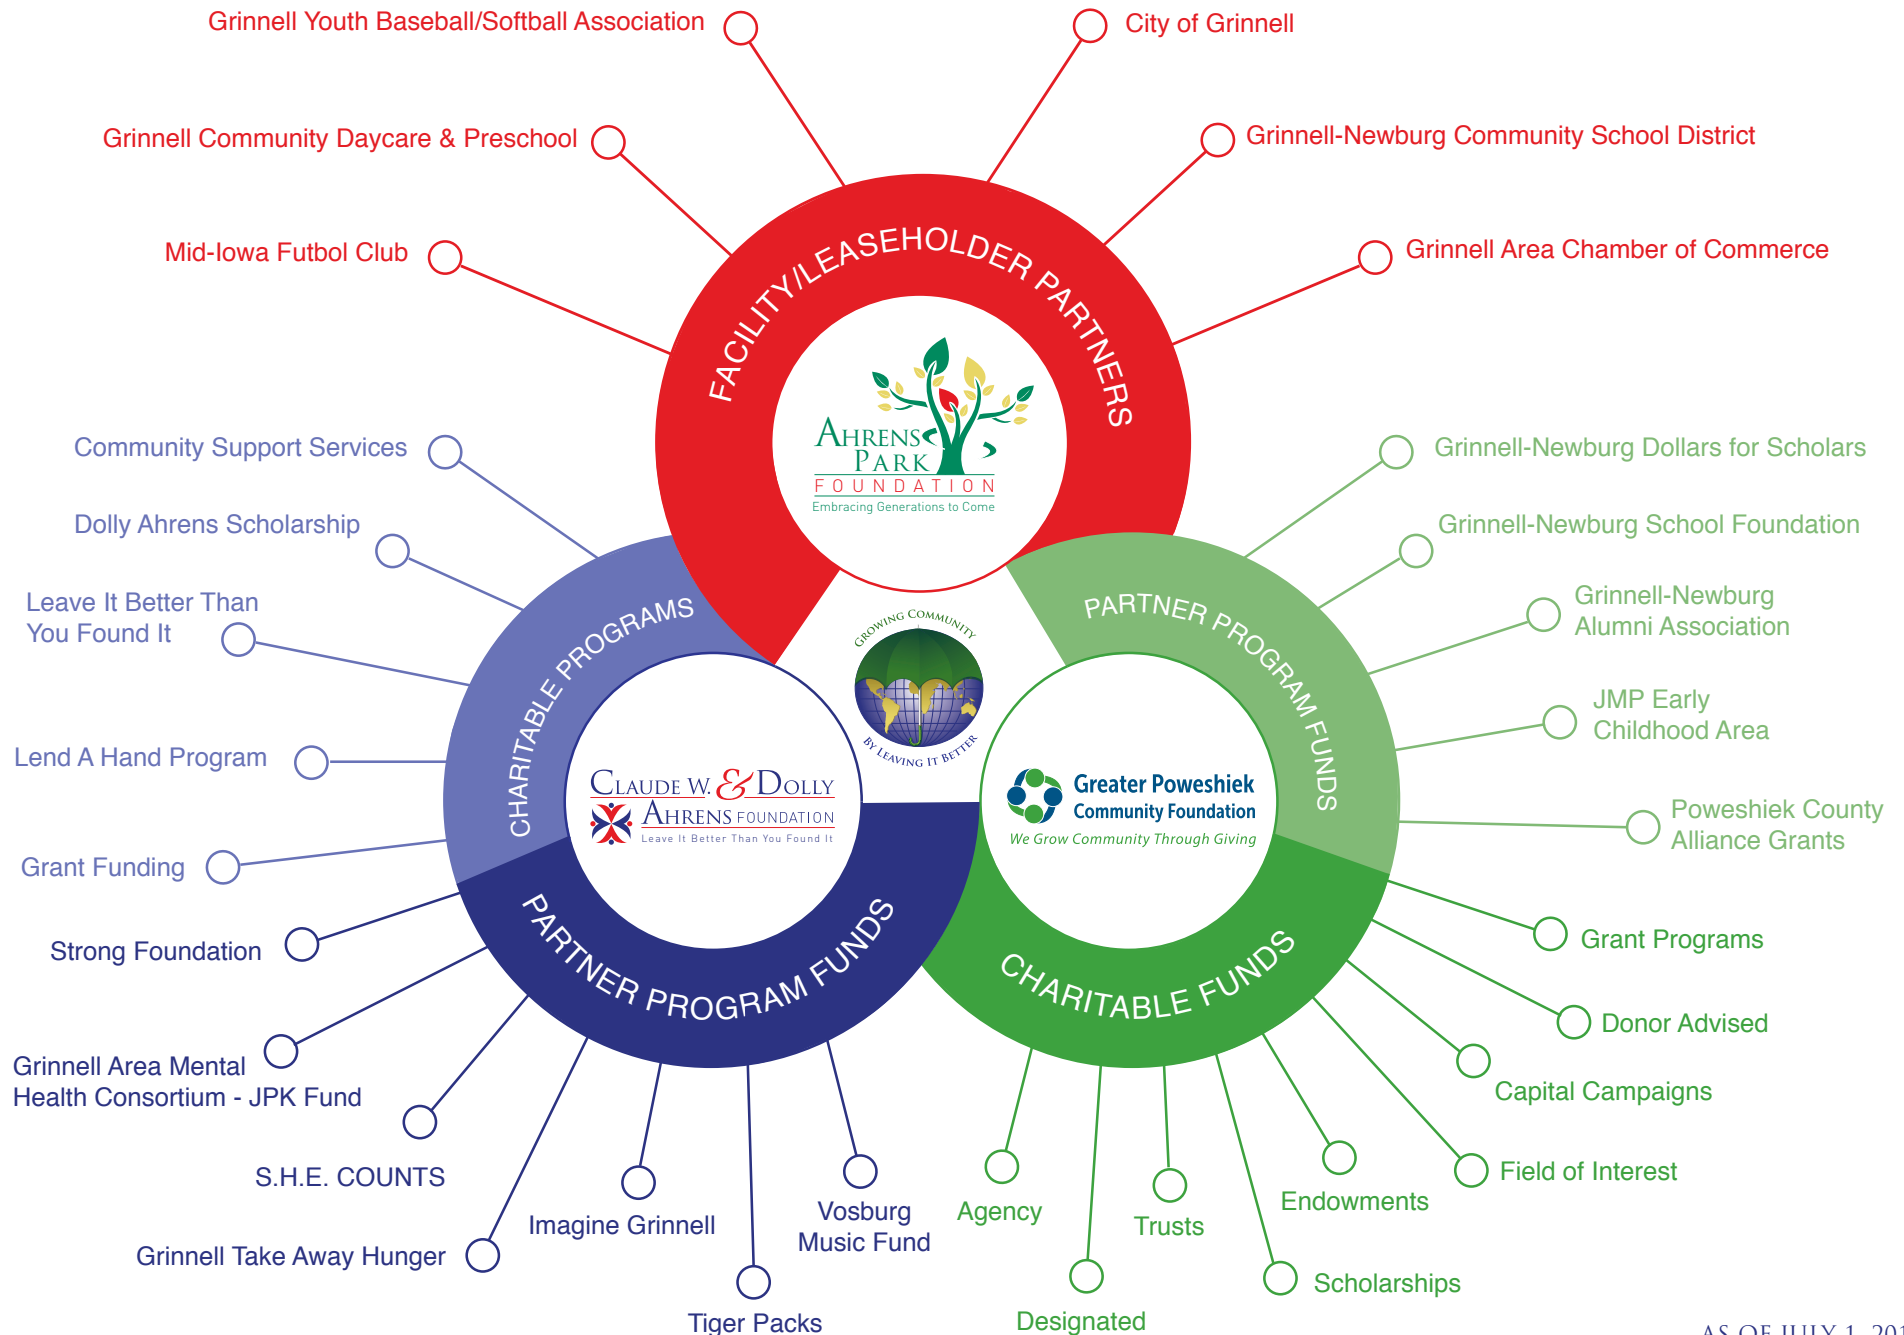 Grinnell Youth Baseball/Softball Association
City of Grinnell
Grinnell Community Daycare & Preschool
Grinnell-Newburg Community School District
Mid-Iowa Futbol Club
Grinnell Area Chamber of Commerce
FACILITY/LEASEHOLDER PARTNERS
AHRENS
PARK
FOUNDATION
Embracing Generations to Come
Community Support Services
Dolly Ahrens Scholarship
Leave It Better Than
You Found It
Lend A Hand Program
Grant Funding
CHARITABLE PROGRAMS
GROWING COMMUNITY
BY LEAVING IT BETTER
PARTNER PROGRAM FUNDS
Grinnell-Newburg Dollars for Scholars
Grinnell-Newburg School Foundation
Grinnell-Newburg
Alumni Association
JMP Early
Childhood Area
Poweshiek County
Alliance Grants
CLAUDE W. & DOLLY
AHRENS FOUNDATION
Leave It Better Than You Found It
Greater Poweshiek
Community Foundation
We Grow Community Through Giving
PARTNER PROGRAM FUNDS
Strong Foundation
Grinnell Area Mental
Health Consortium - JPK Fund
S.H.E. COUNTS
Grinnell Take Away Hunger
Imagine Grinnell
Tiger Packs
Vosburg
Music Fund
CHARITABLE FUNDS
Grant Programs
Donor Advised
Capital Campaigns
Field of Interest
Endowments
Scholarships
Trusts
Designated
Agency
AS OF JULY 1,